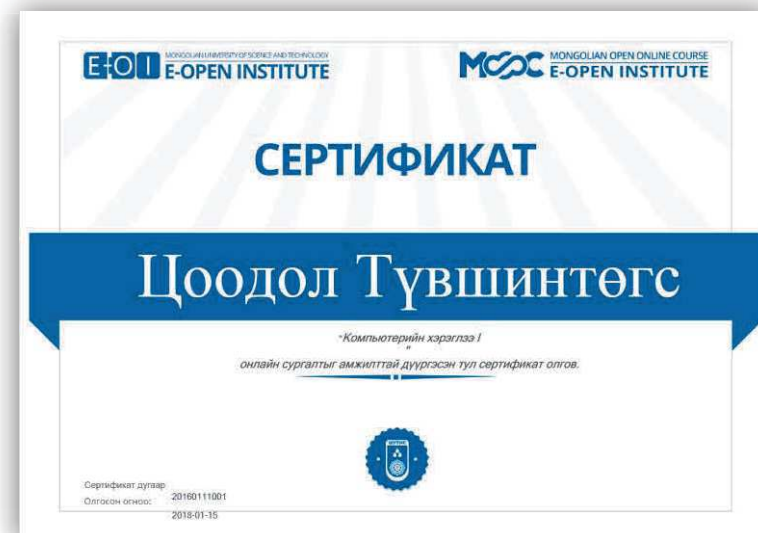 E-OI
MONGOLIAN UNIVERSITY OF SCIENCE AND TECHNOLOGY
E-OPEN INSTITUTE
MOOC
MONGOLIAN OPEN ONLINE COURSE
E-OPEN INSTITUTE
СЕРТИФИКАТ
Цоодол Түвшинтөгс
"Компьютерийн хэрэглээ I
"
онлайн сургалтыг амжилттай дүүргэсэн тул сертификат олгов.
Сертификат дугаар
20160111001
Олгосон огноо:
2018-01-15